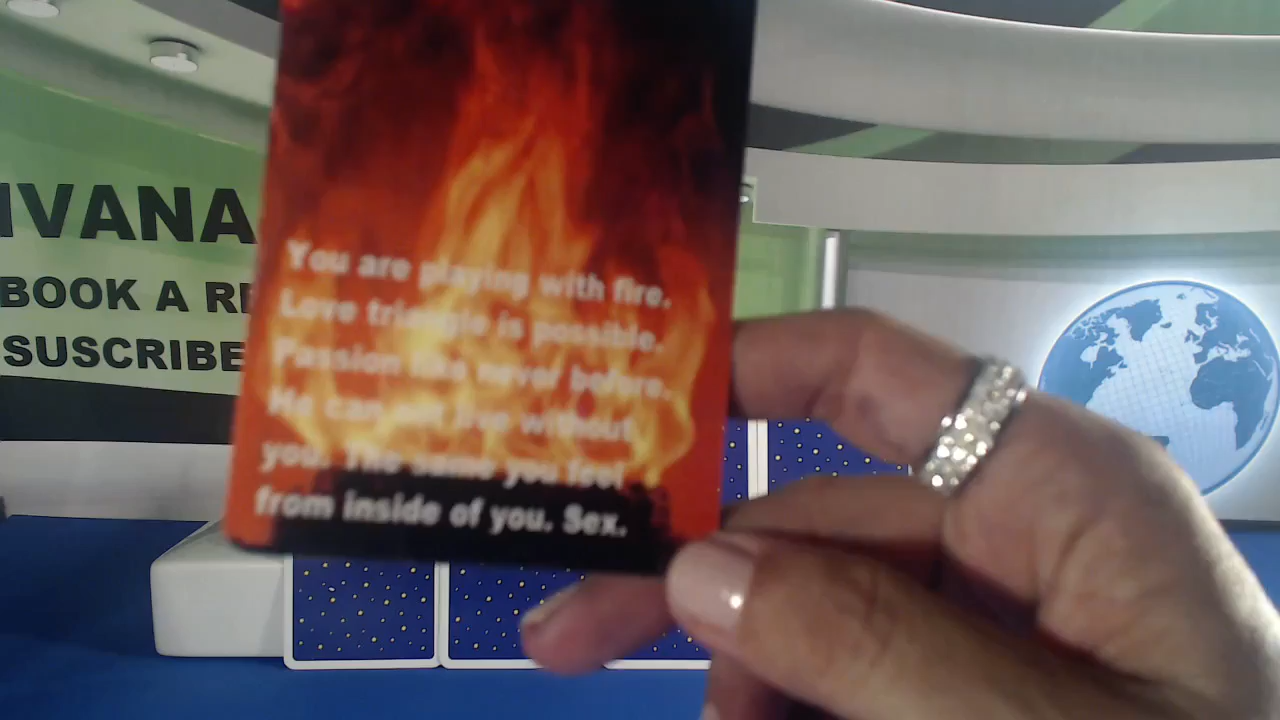 IVANA
BOOK A RE
SUSCRIBE
You are playing with fire.
Love triangle is possible.
Passion like never before.
He can not live without
you. The same you feel
from inside of you. Sex.